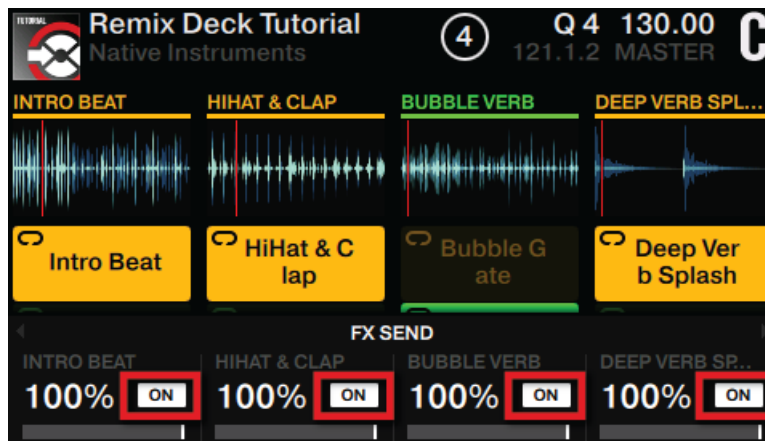 TUTORIAL
Remix Deck Tutorial
Native Instruments
4
Q 4 130.00
121.1.2 MASTER
C
INTRO BEAT
HIHAT & CLAP
BUBBLE VERB
DEEP VERB SPL...
Intro Beat
HiHat & C
lap
Bubble G
ate
Deep Ver
b Splash
FX SEND
INTRO BEAT
HIHAT & CLAP
BUBBLE VERB
DEEP VERB SP...
100% ON
100% ON
100% ON
100% ON